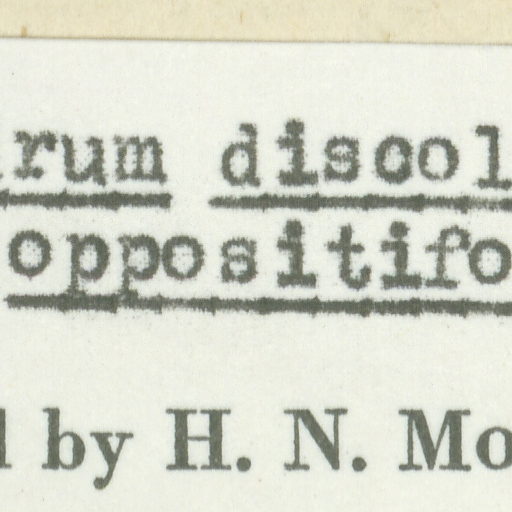 rum discol
oppositifo
l by H. N. Mo